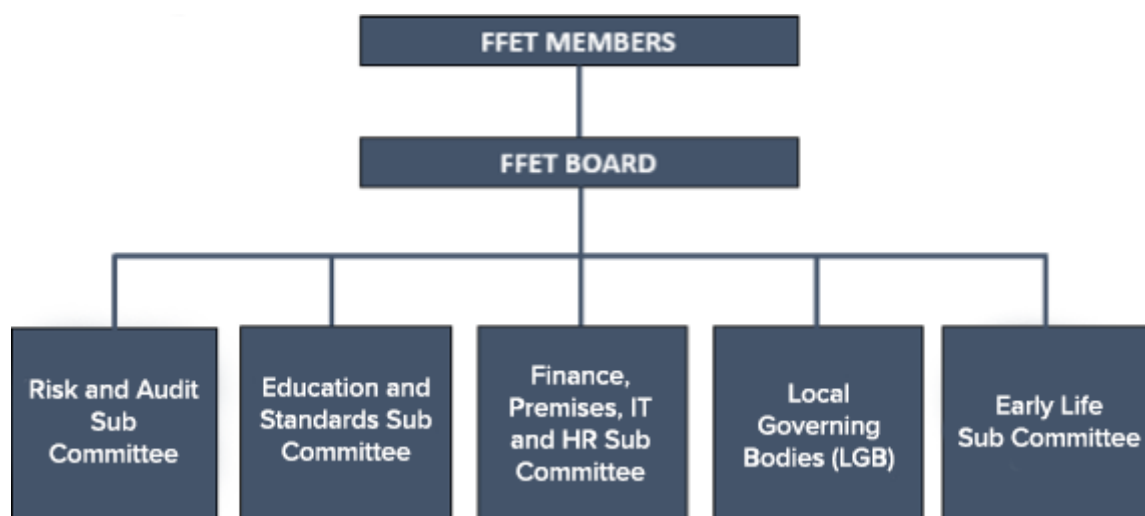 FFET MEMBERS
FFET BOARD
Risk and Audit
Sub
Committee
Education and
Standards Sub
Committee
Finance,
Premises, IT
and HR Sub
Committee
Local
Governing
Bodies (LGB)
Early Life
Sub Committee